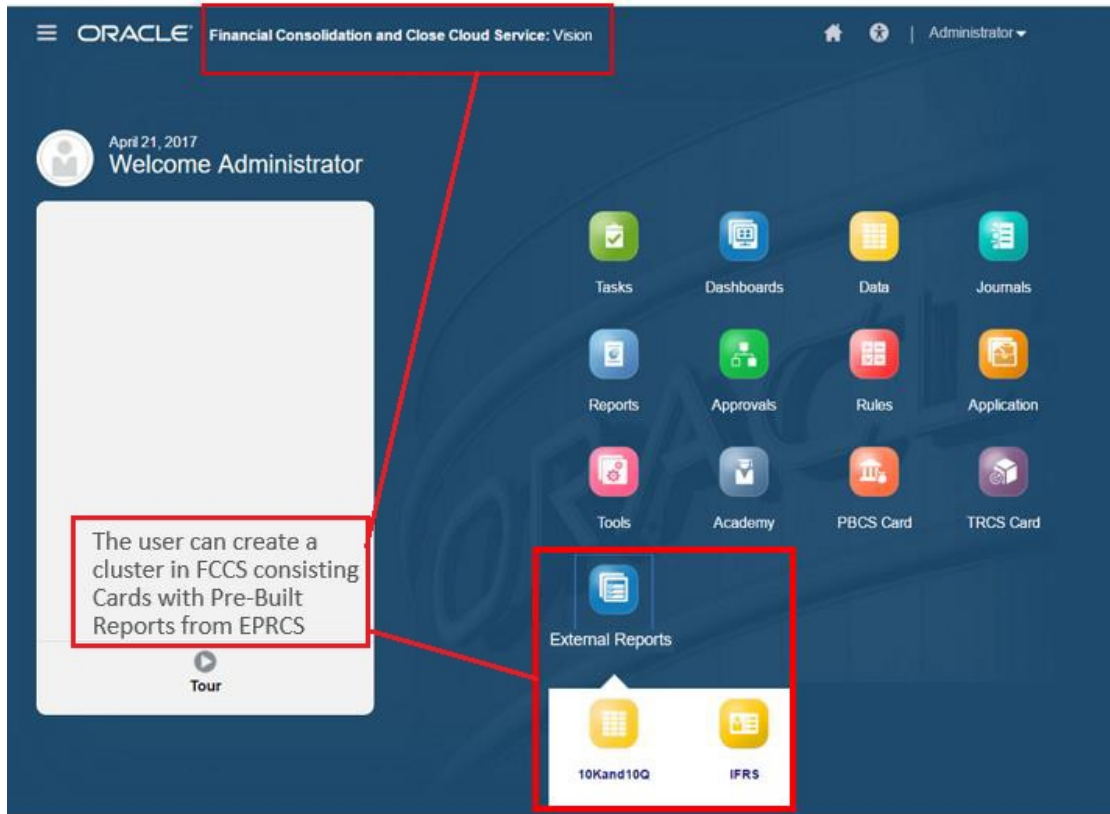 ORACLE Financial Consolidation and Close Cloud Service: Vision
Administrator
April 21, 2017
Welcome Administrator
Tasks Dashboards Data Journals
Reports Approvals Rules Application
Tools Academy PBCS Card TRCS Card
The user can create a
cluster in FCCS consisting
Cards with Pre-Built
Reports from EPRCS
External Reports
Tour
10Kand10Q IFRS